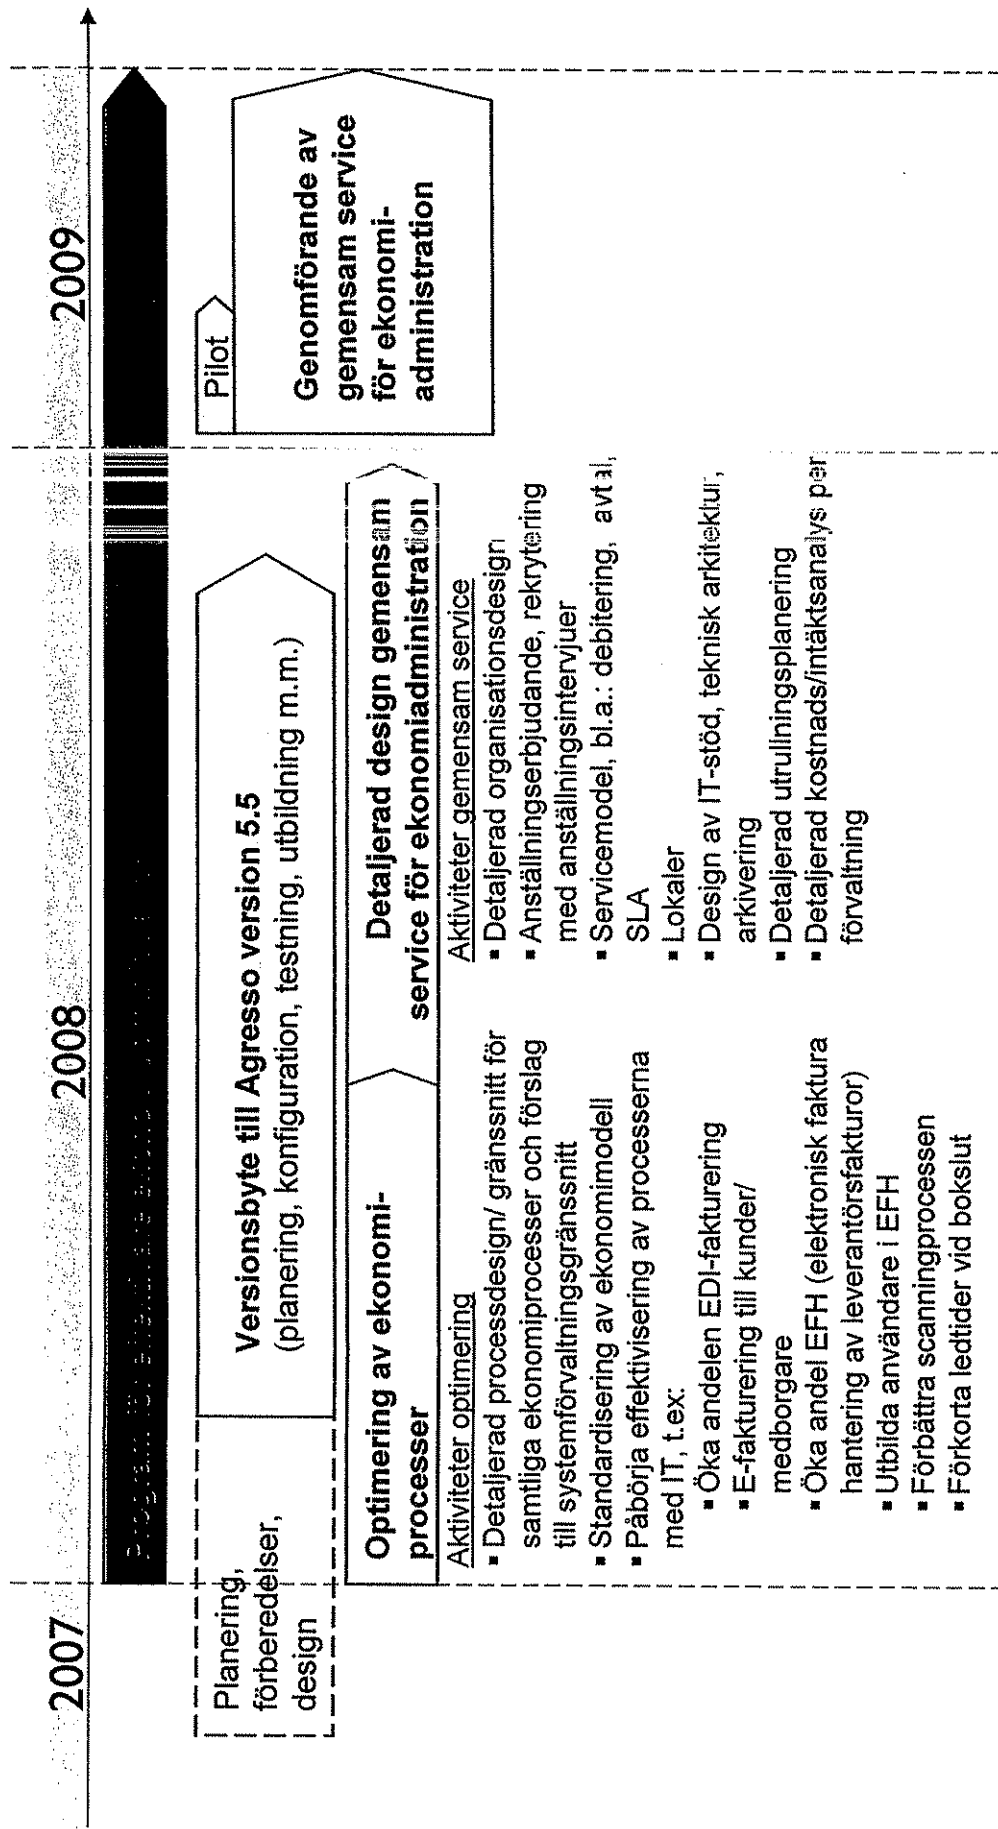 2007
2008
2009
Program för
Planering,
förberedelser,
design
Versionsbyte till Agresso version 5.5
(planering, konfiguration, testning, utbildning m.m.)
Pilot
Genomförande av
gemensam service
för ekonomi-
administration
Optimering av ekonomi-
processer
Detaljerad design gemensam
service för ekonomiadministration
Aktiviteter optimering
▪ Detaljerad processdesign/ gränssnitt för
samtliga ekonomiprocesser och förslag
till systemförvaltningsgränssnitt
▪ Standardisering av ekonomimodell
▪ Påbörja effektivisering av processerna
med IT, t.ex:
▪ Öka andelen EDI-fakturering
▪ E-fakturering till kunder/
medborgare
▪ Öka andel EFH (elektronisk faktura
hantering av leverantörsfakturor)
▪ Utbilda användare i EFH
▪ Förbättra scanningprocessen
▪ Förkorta ledtider vid bokslut
Aktiviteter gemensam service
▪ Detaljerad organisationsdesign
▪ Anställningserbjudande, rekrytering
med anställningsintervjuer
▪ Servicemodel, bl.a.: debitering, avtal,
SLA
▪ Lokaler
▪ Design av IT-stöd, teknisk arkitektur,
arkivering
▪ Detaljerad utrullningsplanering
▪ Detaljerad kostnads/intäktsanalys per
förvaltning